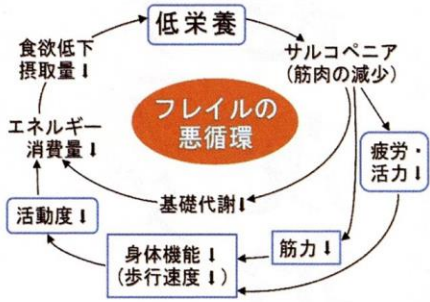 低栄養
食欲低下
摂取量⬇
サルコペニア
(筋肉の減少)
フレイルの
悪循環
エネルギー
消費量⬇
疲労・
活力⬇
基礎代謝⬇
活動度⬇
身体機能⬇
(歩行速度⬇)
筋力⬇